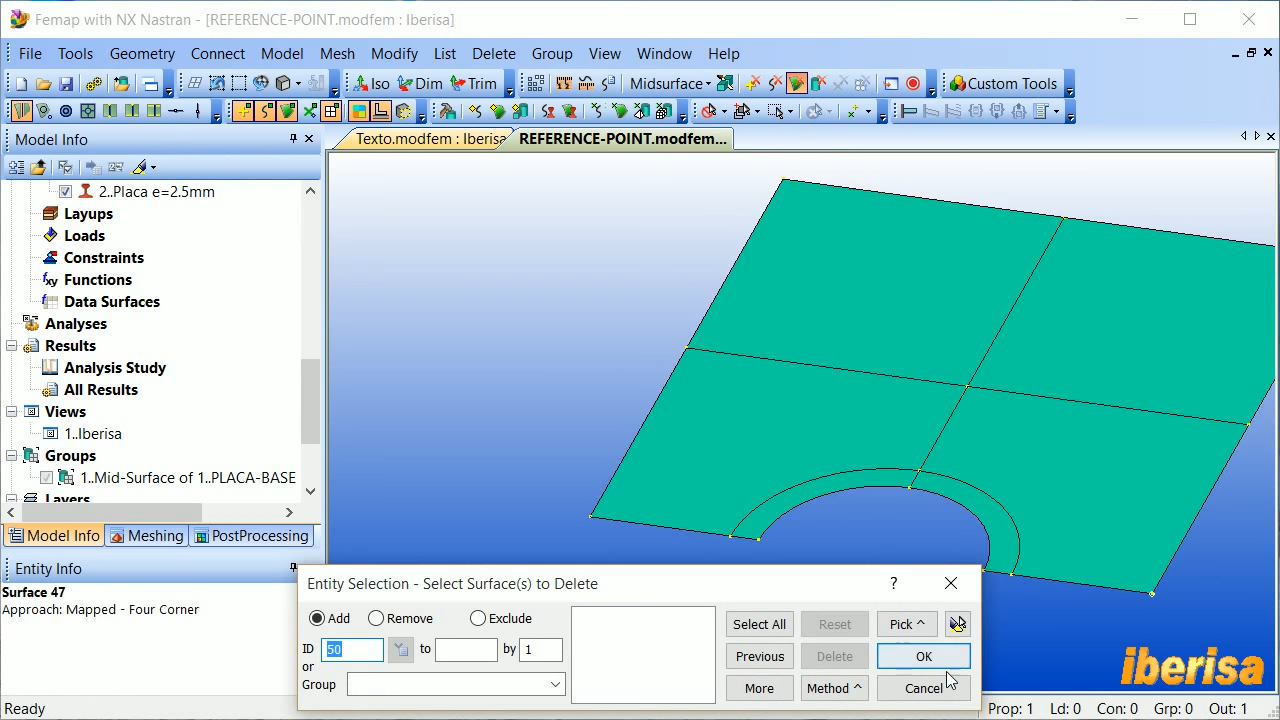 Femap with NX Nastran - [REFERENCE-POINT.modfem : Iberisa]
File Tools Geometry Connect Model Mesh Modify List Delete Group View Window Help
Iso Dim Trim Midsurface Custom Tools
Model Info
Texto.modfem : Iberisa REFERENCE-POINT.modfem...
2..Placa e=2.5mm
Layups
Loads
Constraints
Functions
Data Surfaces
Analyses
Results
Analysis Study
All Results
Views
1..Iberisa
Groups
1..Mid-Surface of 1..PLACA-BASE
Layers
Model Info Meshing PostProcessing
Entity Info
Surface 47
Approach: Mapped - Four Corner
Entity Selection - Select Surface(s) to Delete
Add Remove Exclude
ID 50 to by 1
or
Group
Select All Reset Pick ^
Previous Delete OK
More Method ^ Cancel
iberisa
Ready Prop: 1 Ld: 0 Con: 0 Grp: 0 Out: 1